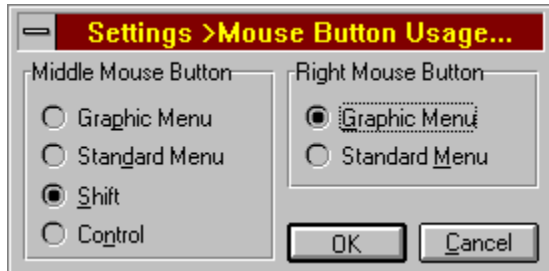 Settings >Mouse Button Usage...
Middle Mouse Button
Graphic Menu
Standard Menu
Shift
Control
Right Mouse Button
Graphic Menu
Standard Menu
OK
Cancel